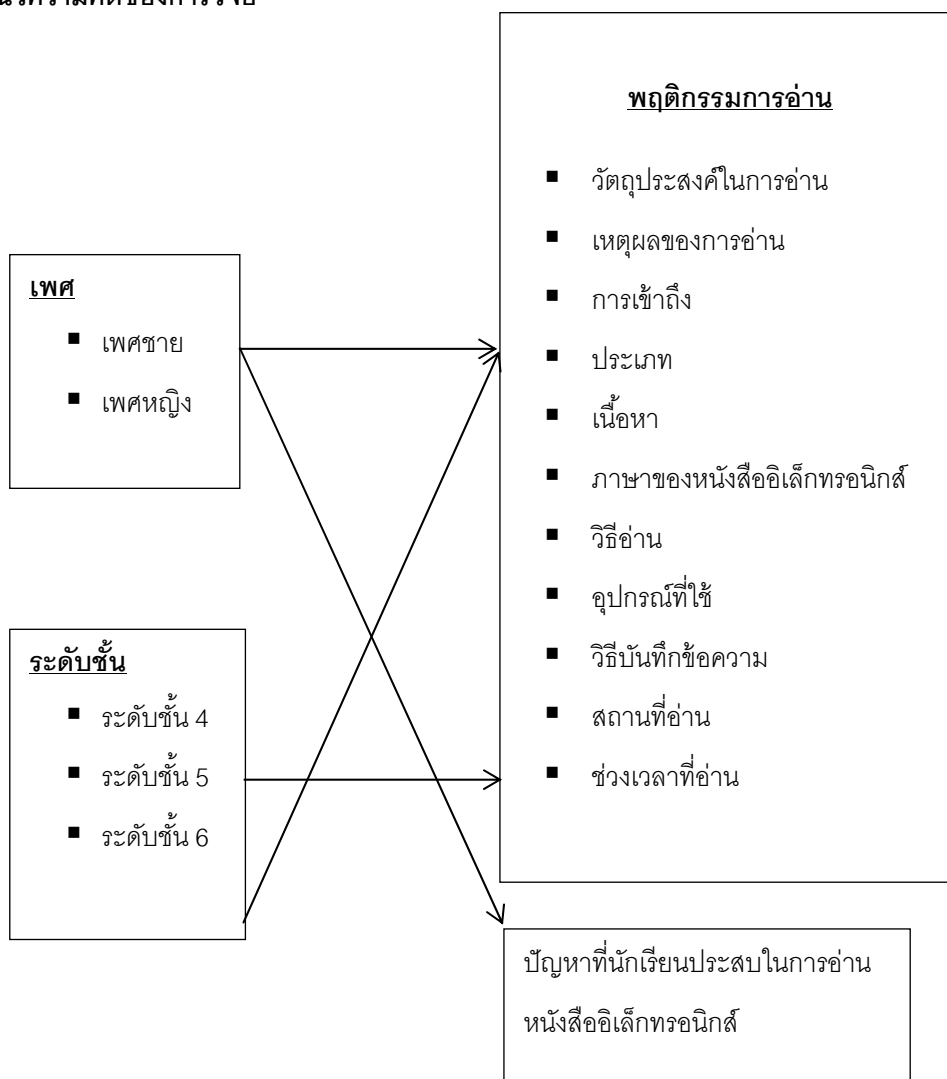 เพศ
เพศชาย
เพศหญิง
ระดับชั้น
ระดับชั้น 4
ระดับชั้น 5
ระดับชั้น 6
พฤติกรรมการอ่าน
วัตถุประสงค์ในการอ่าน
เหตุผลของการอ่าน
การเข้าถึง
ประเภท
เนื้อหา
ภาษาของหนังสืออิเล็กทรอนิกส์
วิธีอ่าน
อุปกรณ์ที่ใช้
วิธีบันทึกข้อความ
สถานที่อ่าน
ช่วงเวลาที่อ่าน
ปัญหาที่นักเรียนประสบในการอ่าน
หนังสืออิเล็กทรอนิกส์